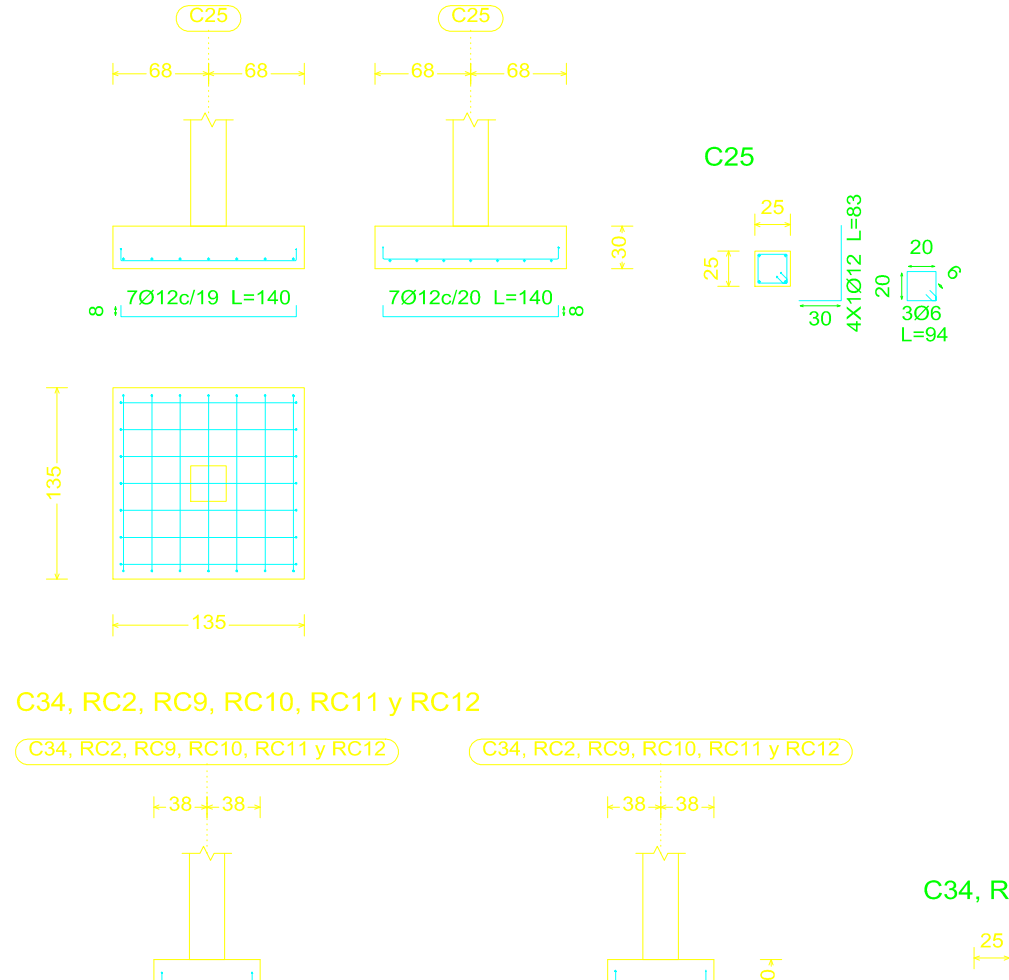 C25
C25
68 68
68 68
C25
25
25
4X1Ø12 L=83
30
20
20
6
3Ø6
L=94
30
7Ø12c/19 L=140
8
7Ø12c/20 L=140
8
135
135
C34, RC2, RC9, RC10, RC11 y RC12
C34, RC2, RC9, RC10, RC11 y RC12
C34, RC2, RC9, RC10, RC11 y RC12
38 38
38 38
C34, R
25